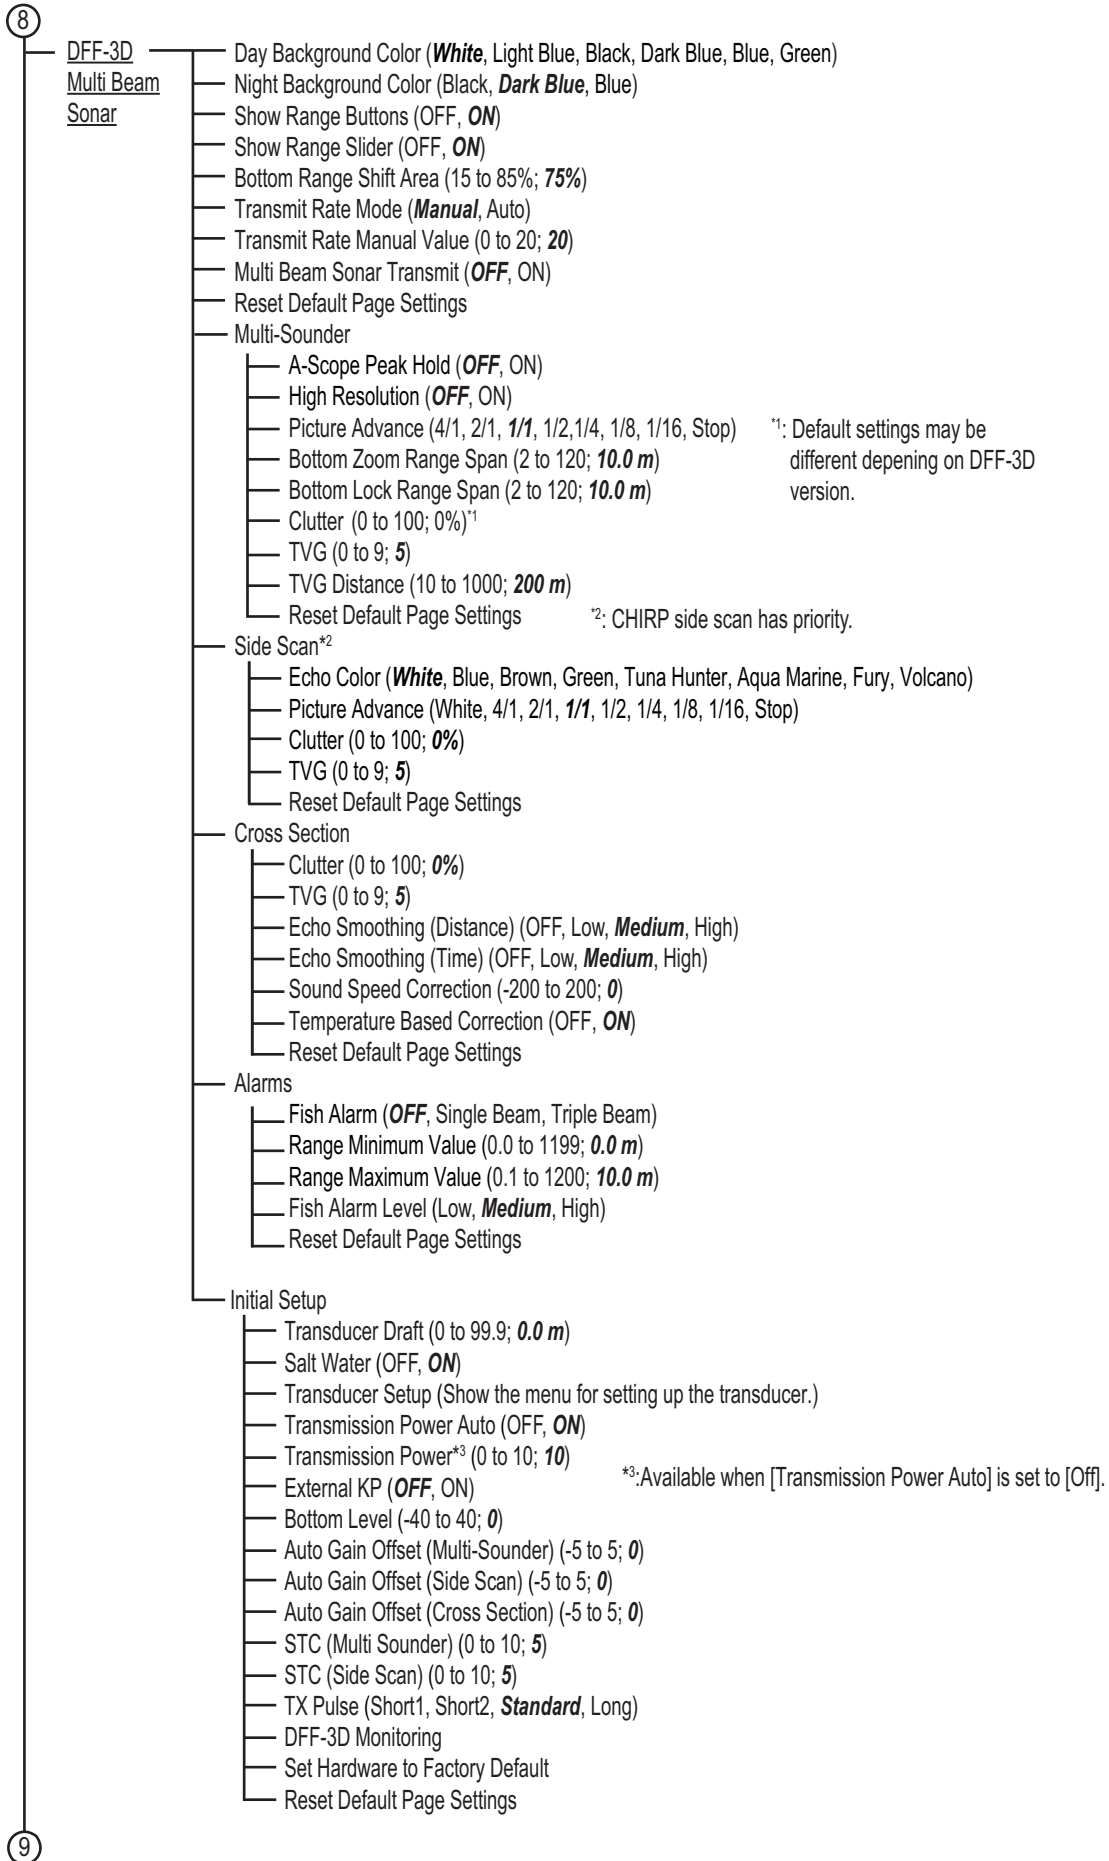 8
DFF-3D
Multi Beam
Sonar
Day Background Color (White, Light Blue, Black, Dark Blue, Blue, Green)
Night Background Color (Black, Dark Blue, Blue)
Show Range Buttons (OFF, ON)
Show Range Slider (OFF, ON)
Bottom Range Shift Area (15 to 85%; 75%)
Transmit Rate Mode (Manual, Auto)
Transmit Rate Manual Value (0 to 20; 20)
Multi Beam Sonar Transmit (OFF, ON)
Reset Default Page Settings
Multi-Sounder
A-Scope Peak Hold (OFF, ON)
High Resolution (OFF, ON)
Picture Advance (4/1, 2/1, 1/1, 1/2,1/4, 1/8, 1/16, Stop)
Bottom Zoom Range Span (2 to 120; 10.0 m)
Bottom Lock Range Span (2 to 120; 10.0 m)
Clutter (0 to 100; 0%)*1
TVG (0 to 9; 5)
TVG Distance (10 to 1000; 200 m)
Reset Default Page Settings
*1: Default settings may be
different depening on DFF-3D
version.
*2: CHIRP side scan has priority.
Side Scan*2
Echo Color (White, Blue, Brown, Green, Tuna Hunter, Aqua Marine, Fury, Volcano)
Picture Advance (White, 4/1, 2/1, 1/1, 1/2, 1/4, 1/8, 1/16, Stop)
Clutter (0 to 100; 0%)
TVG (0 to 9; 5)
Reset Default Page Settings
Cross Section
Clutter (0 to 100; 0%)
TVG (0 to 9; 5)
Echo Smoothing (Distance) (OFF, Low, Medium, High)
Echo Smoothing (Time) (OFF, Low, Medium, High)
Sound Speed Correction (-200 to 200; 0)
Temperature Based Correction (OFF, ON)
Reset Default Page Settings
Alarms
Fish Alarm (OFF, Single Beam, Triple Beam)
Range Minimum Value (0.0 to 1199; 0.0 m)
Range Maximum Value (0.1 to 1200; 10.0 m)
Fish Alarm Level (Low, Medium, High)
Reset Default Page Settings
Initial Setup
Transducer Draft (0 to 99.9; 0.0 m)
Salt Water (OFF, ON)
Transducer Setup (Show the menu for setting up the transducer.)
Transmission Power Auto (OFF, ON)
Transmission Power*3 (0 to 10; 10)
*3:Available when [Transmission Power Auto] is set to [Off].
External KP (OFF, ON)
Bottom Level (-40 to 40; 0)
Auto Gain Offset (Multi-Sounder) (-5 to 5; 0)
Auto Gain Offset (Side Scan) (-5 to 5; 0)
Auto Gain Offset (Cross Section) (-5 to 5; 0)
STC (Multi Sounder) (0 to 10; 5)
STC (Side Scan) (0 to 10; 5)
TX Pulse (Short1, Short2, Standard, Long)
DFF-3D Monitoring
Set Hardware to Factory Default
Reset Default Page Settings
9